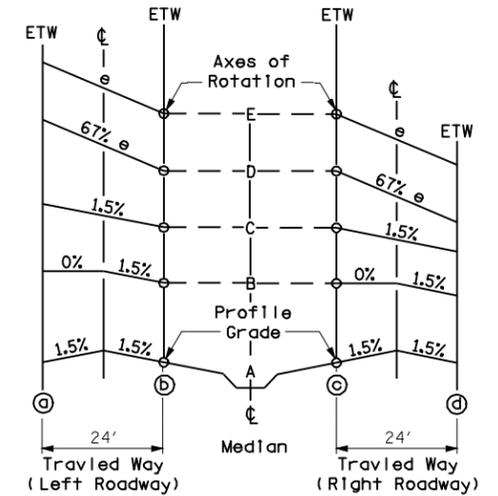 ETW
ETW
ETW
ETW
℄
℄
Axes of
Rotation
e
E
e
67% e
D
67% e
1.5%
C
1.5%
0%
1.5%
B
0%
1.5%
Profile
Grade
1.5%
1.5%
A
1.5%
1.5%
a
b
℄
c
d
24'
Median
24'
Travled Way
(Left Roadway)
Travled Way
(Right Roadway)